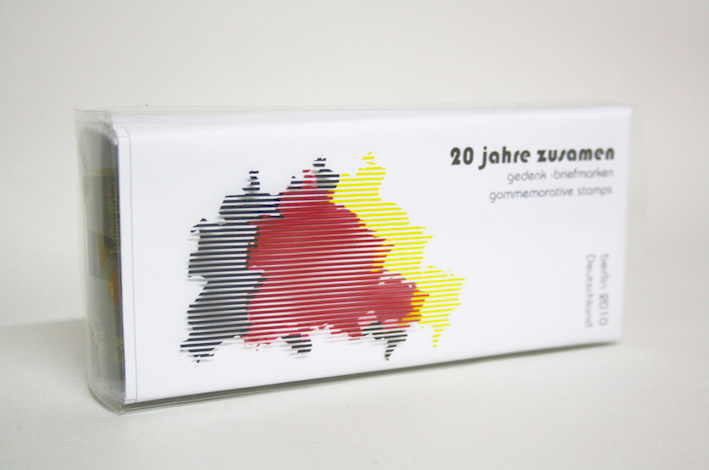 20 jahre zusamen
gedenk -briefmarken
gommemorative stamps
berlin 2010
Deutschland